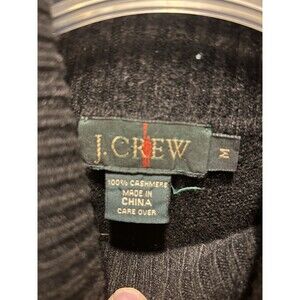 J.CREW
M
100% CASHMERE
MADE IN
CHINA
CARE OVER